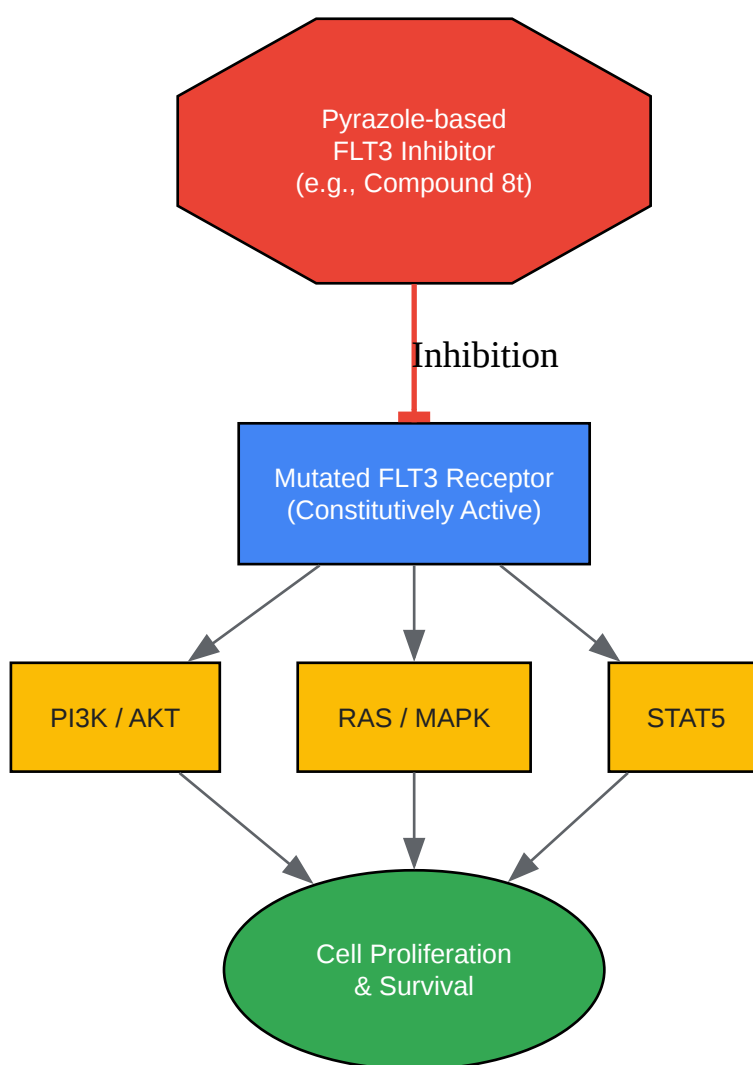 Pyrazole-based
FLT3 Inhibitor
(e.g., Compound 8t)
Inhibition
Mutated FLT3 Receptor
(Constitutively Active)
PI3K / AKT
RAS / MAPK
STAT5
Cell Proliferation
& Survival